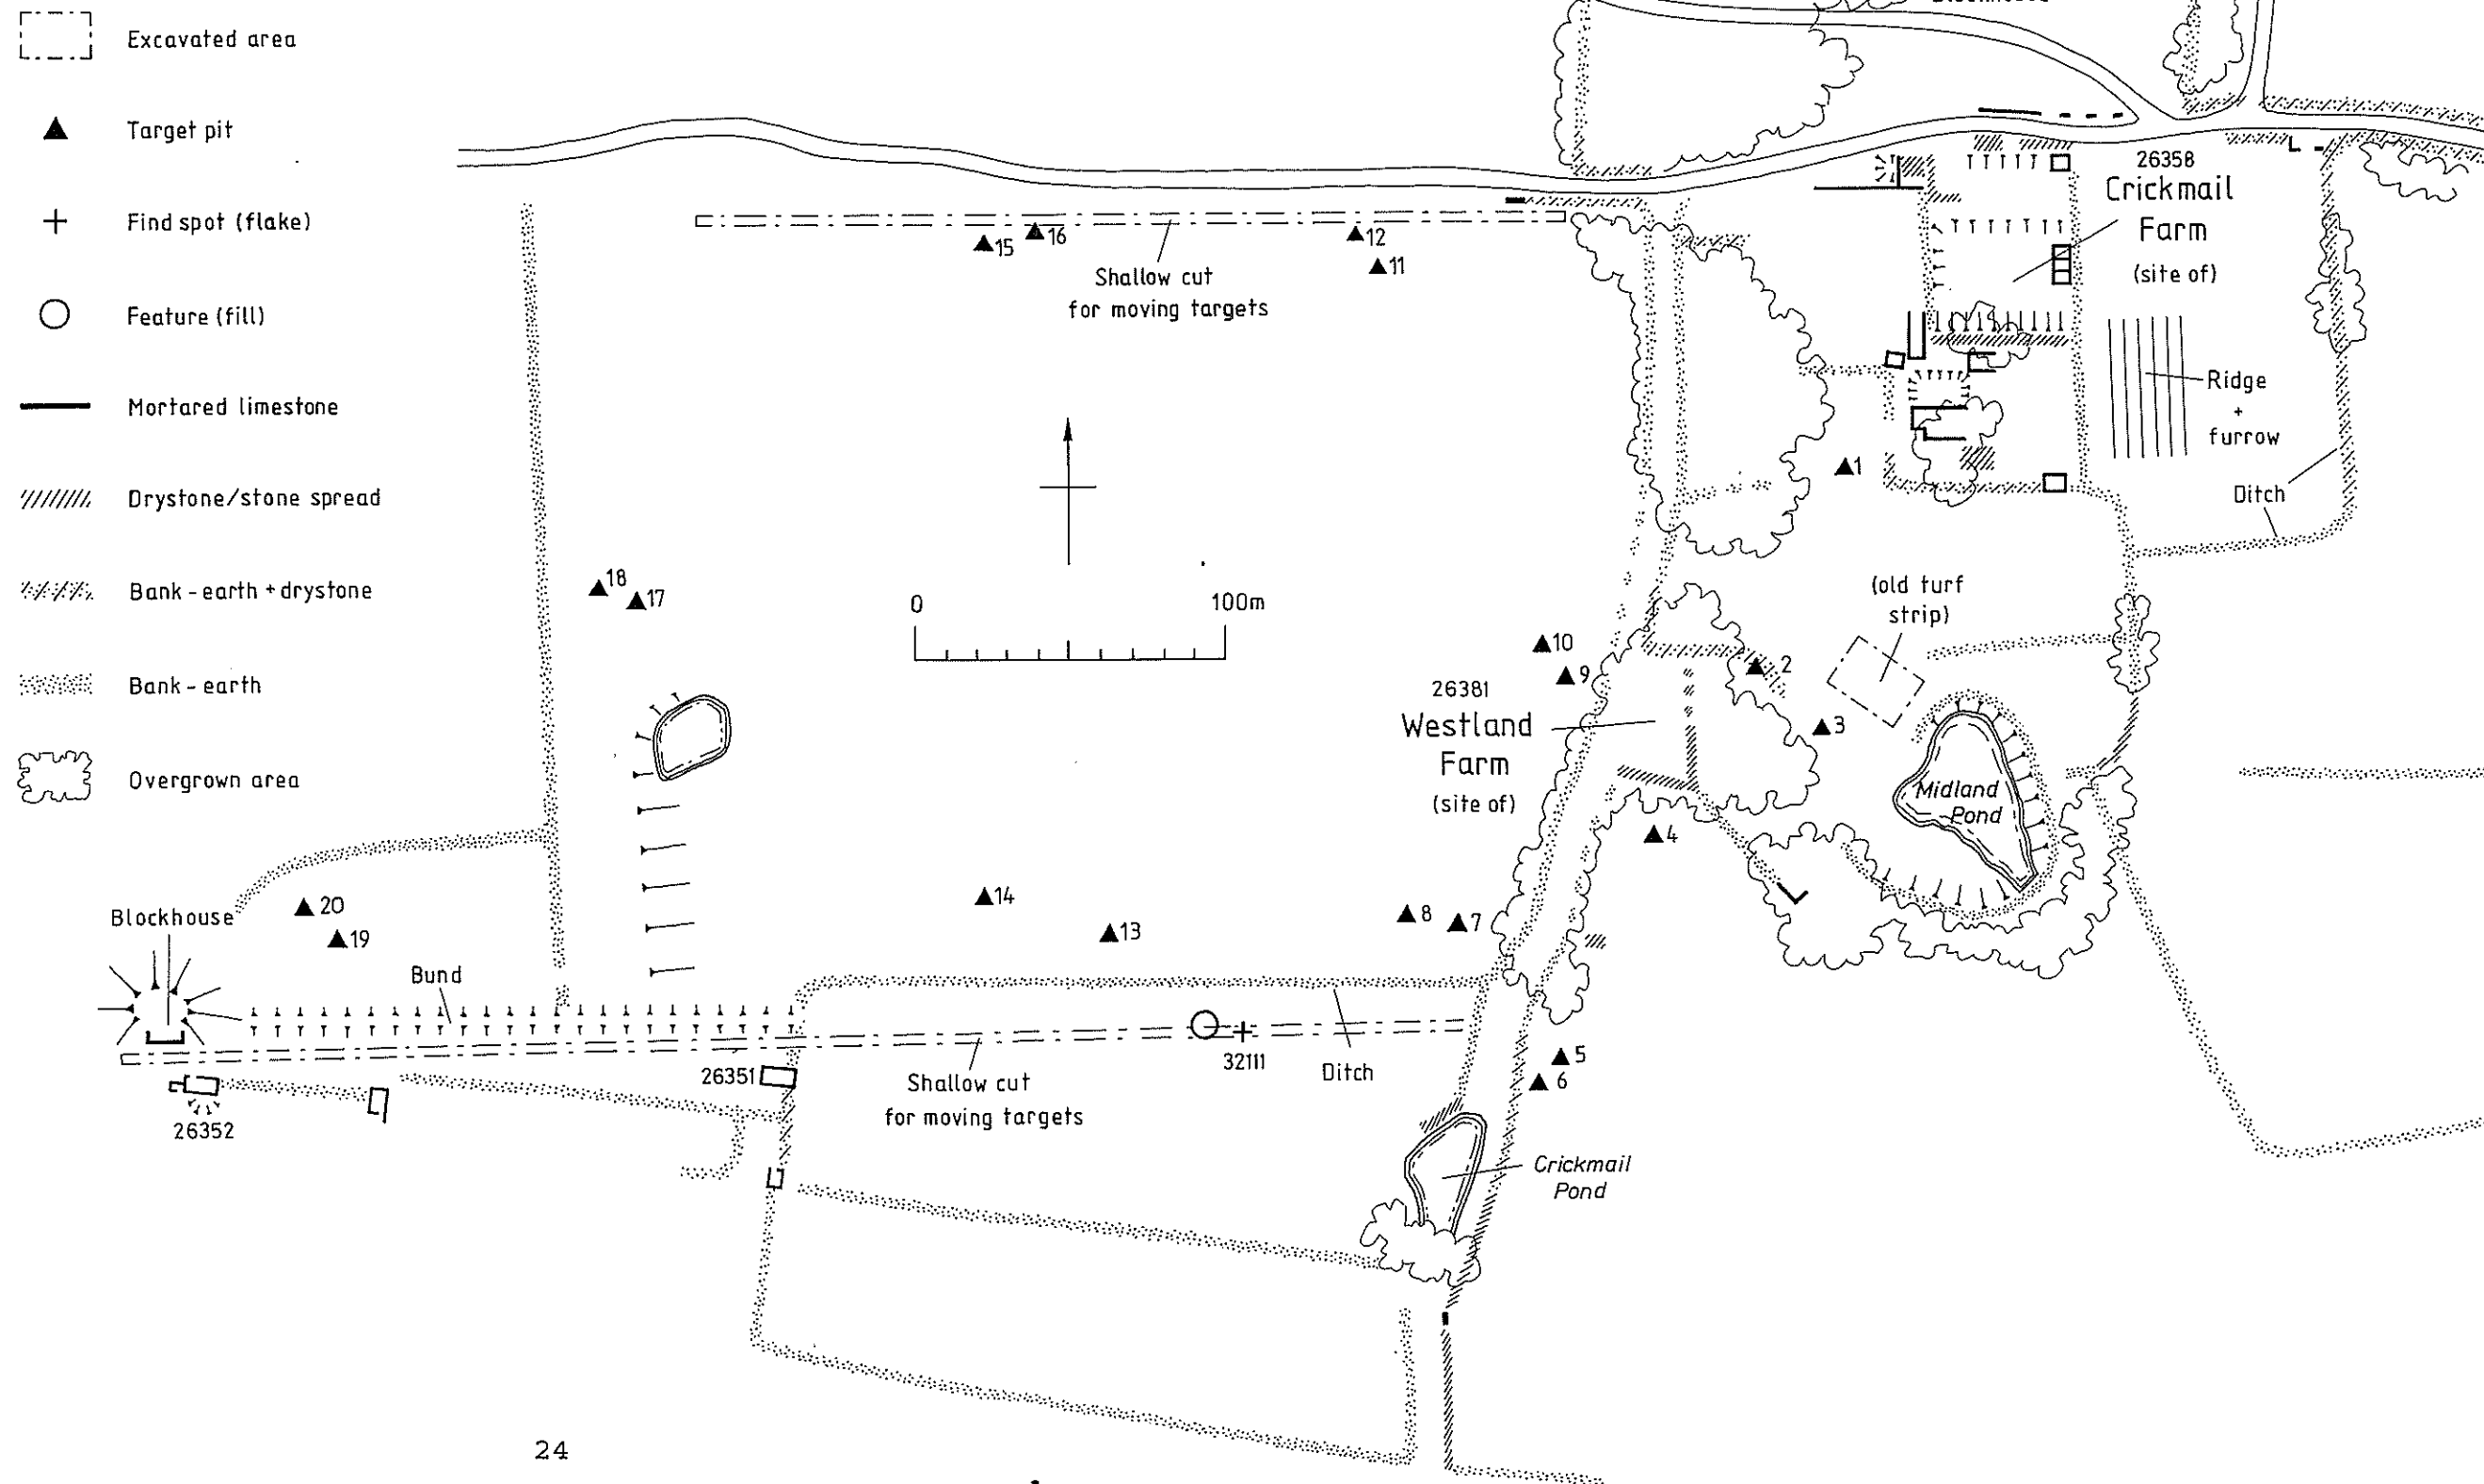 Excavated area
Target pit
Find spot (flake)
Feature (fill)
Mortared limestone
Drystone/stone spread
Bank - earth + drystone
Bank - earth
Overgrown area
26358
Crickmail
Farm
(site of)
15
16
12
11
Shallow cut
for moving targets
Ridge
+
furrow
1
Ditch
18
17
0
100m
(old turf
strip)
10
9
2
26381
Westland
Farm
(site of)
3
Midland
Pond
4
Blockhouse
20
19
14
13
8
7
Bund
32111
Ditch
5
6
26351
Shallow cut
for moving targets
26352
Crickmail
Pond
24